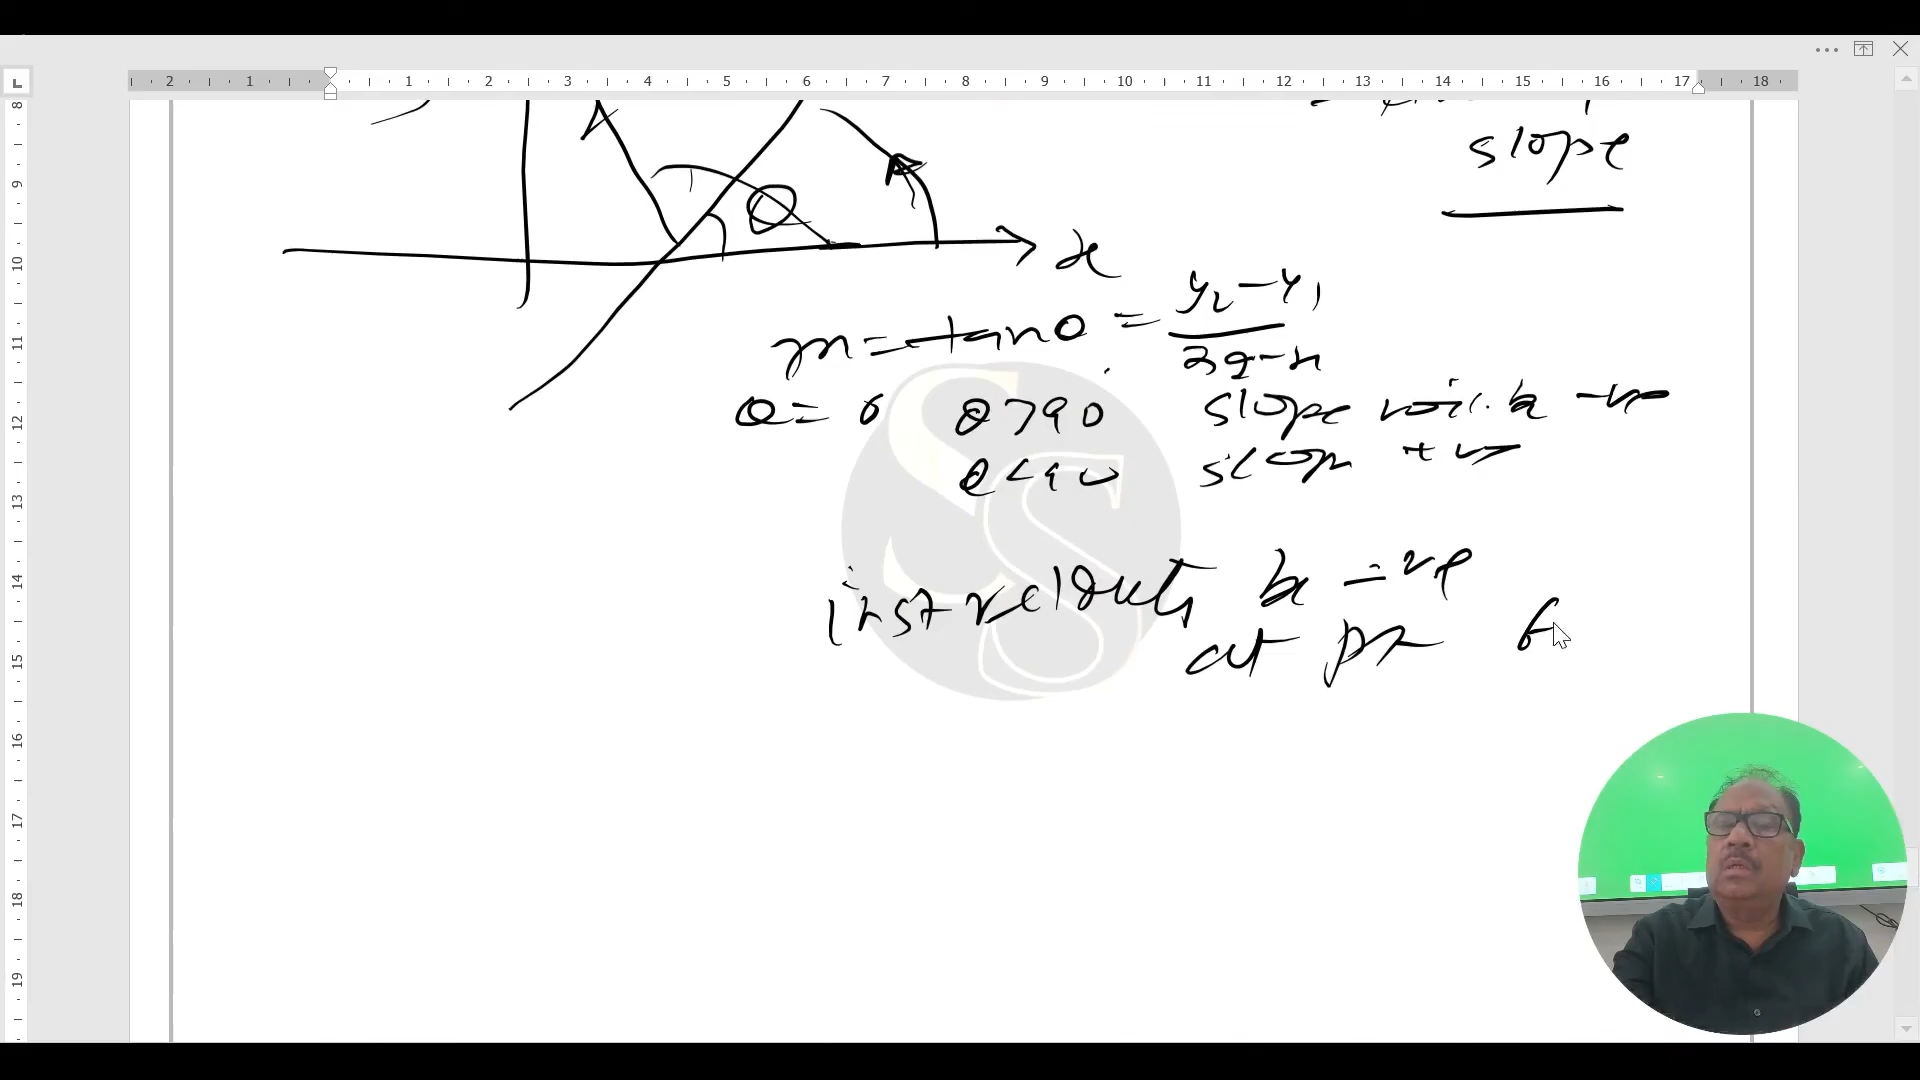 slope
x
m = tanθ = y₂-y₁
x₂-x₁
θ = 0 θ > 90 slope will be -ve
θ < 90 slope +ve
inst velocity be -ve
at pt